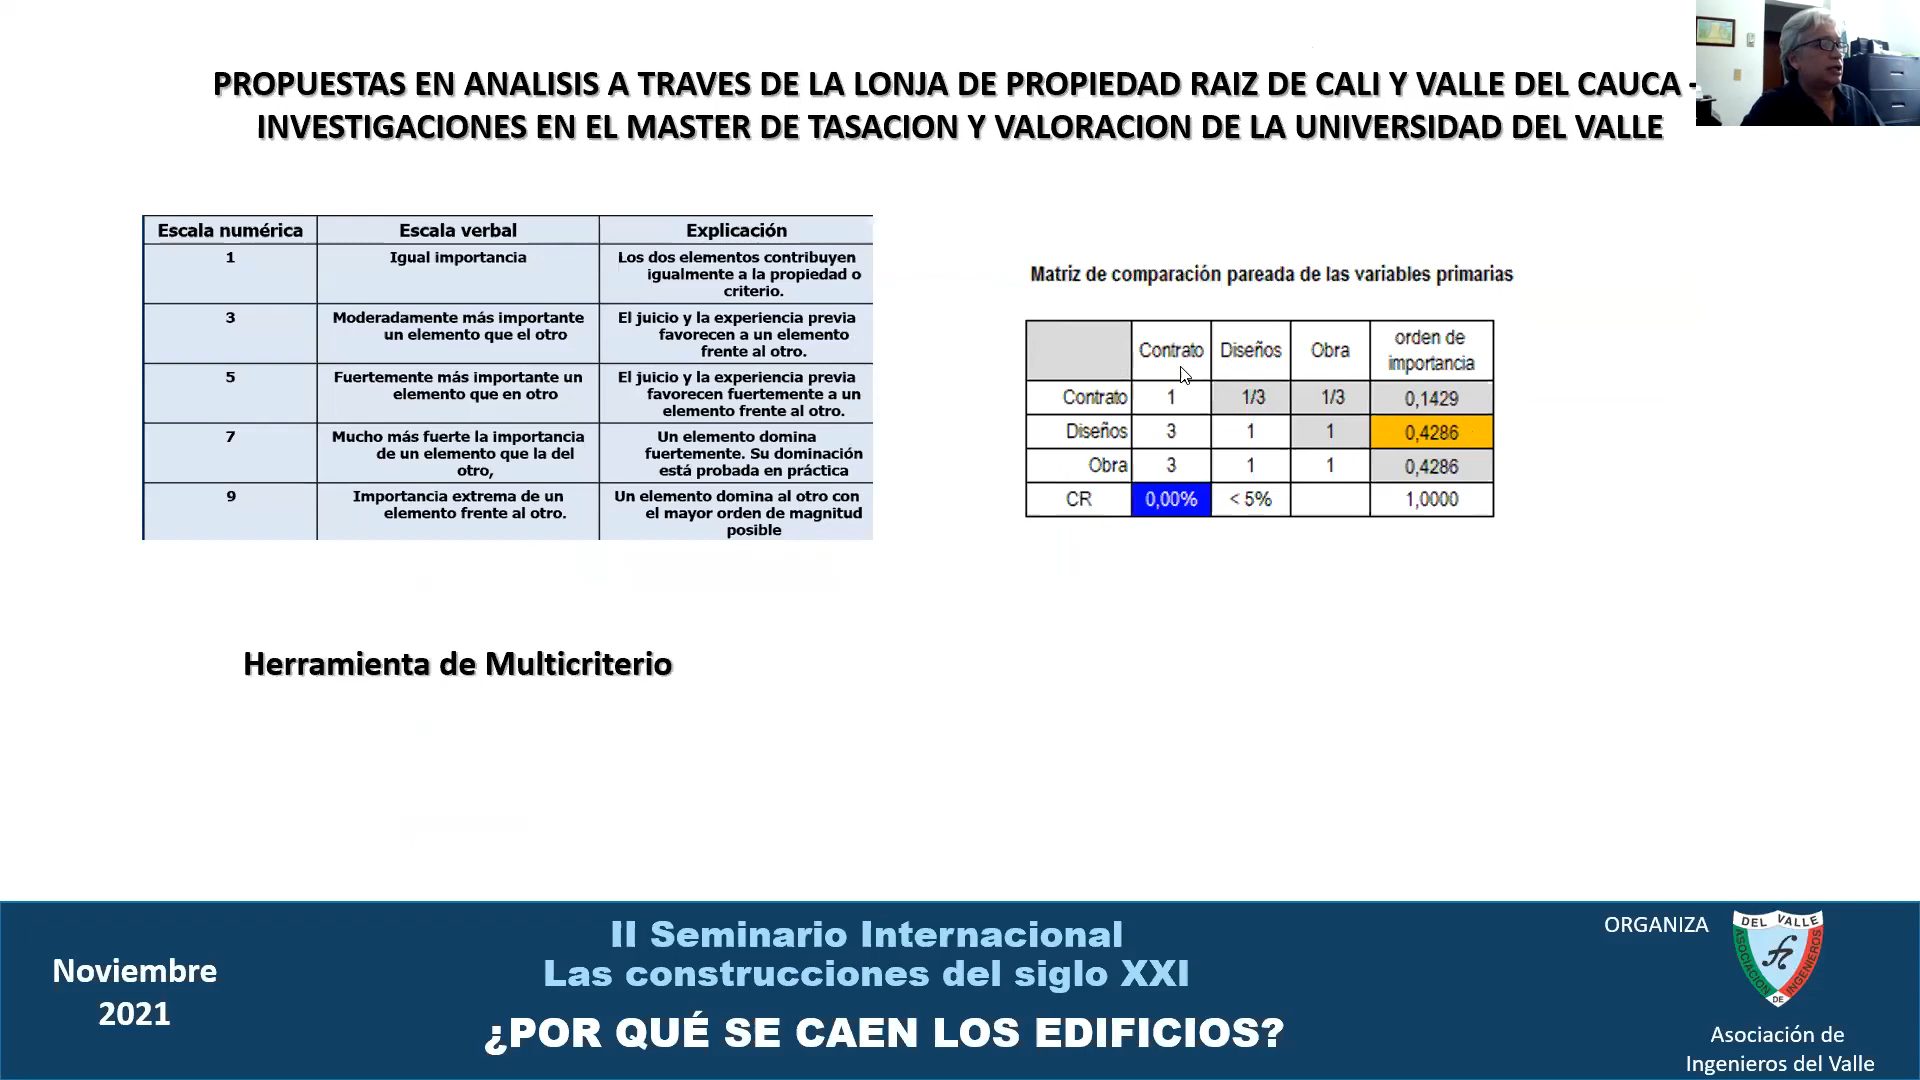 PROPUESTAS EN ANALISIS A TRAVES DE LA LONJA DE PROPIEDAD RAIZ DE CALI Y VALLE DEL CAUCA -
INVESTIGACIONES EN EL MASTER DE TASACION Y VALORACION DE LA UNIVERSIDAD DEL VALLE
Escala numérica Escala verbal Explicación
1 Igual importancia Los dos elementos contribuyen
igualmente a la propiedad o
criterio.
3 Moderadamente más importante El juicio y la experiencia previa
un elemento que el otro favorecen a un elemento
frente al otro.
5 Fuertemente más importante un El juicio y la experiencia previa
elemento que en otro favorecen fuertemente a un
elemento frente al otro.
7 Mucho más fuerte la importancia Un elemento domina
de un elemento que la del fuertemente. Su dominación
otro, está probada en práctica
9 Importancia extrema de un Un elemento domina al otro con
elemento frente al otro. el mayor orden de magnitud
posible
Matriz de comparación pareada de las variables primarias
Contrato Diseños Obra orden de
importancia
Contrato 1 1/3 1/3 0,1429
Diseños 3 1 1 0,4286
Obra 3 1 1 0,4286
CR 0,00% < 5% 1,0000
Herramienta de Multicriterio
Noviembre
2021
II Seminario Internacional
Las construcciones del siglo XXI
¿POR QUÉ SE CAEN LOS EDIFICIOS?
ORGANIZA
DEL VALLE
ASOCIACION
DE
INGENIEROS
Asociación de
Ingenieros del Valle